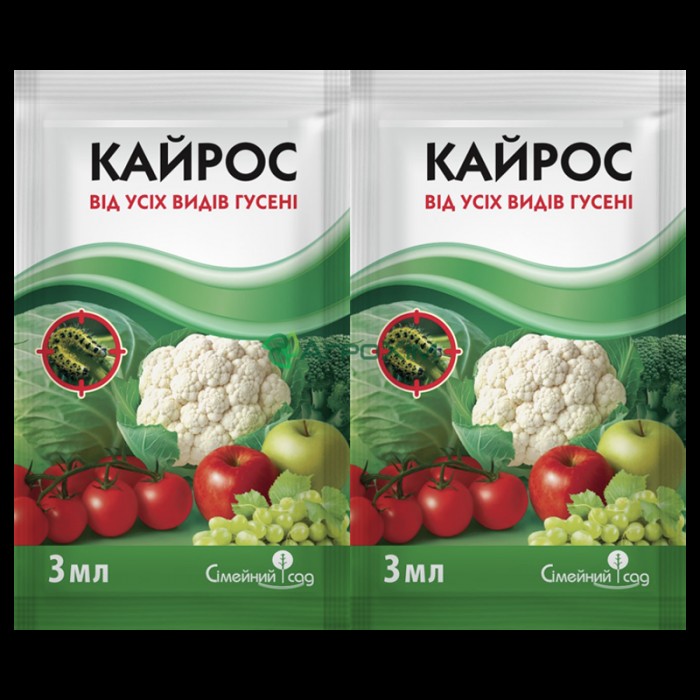 КАЙРОС
ВІД УСІХ ВИДІВ ГУСЕНІ
3 мл
Сімейний сад
КАЙРОС
ВІД УСІХ ВИДІВ ГУСЕНІ
3 мл
Сімейний сад